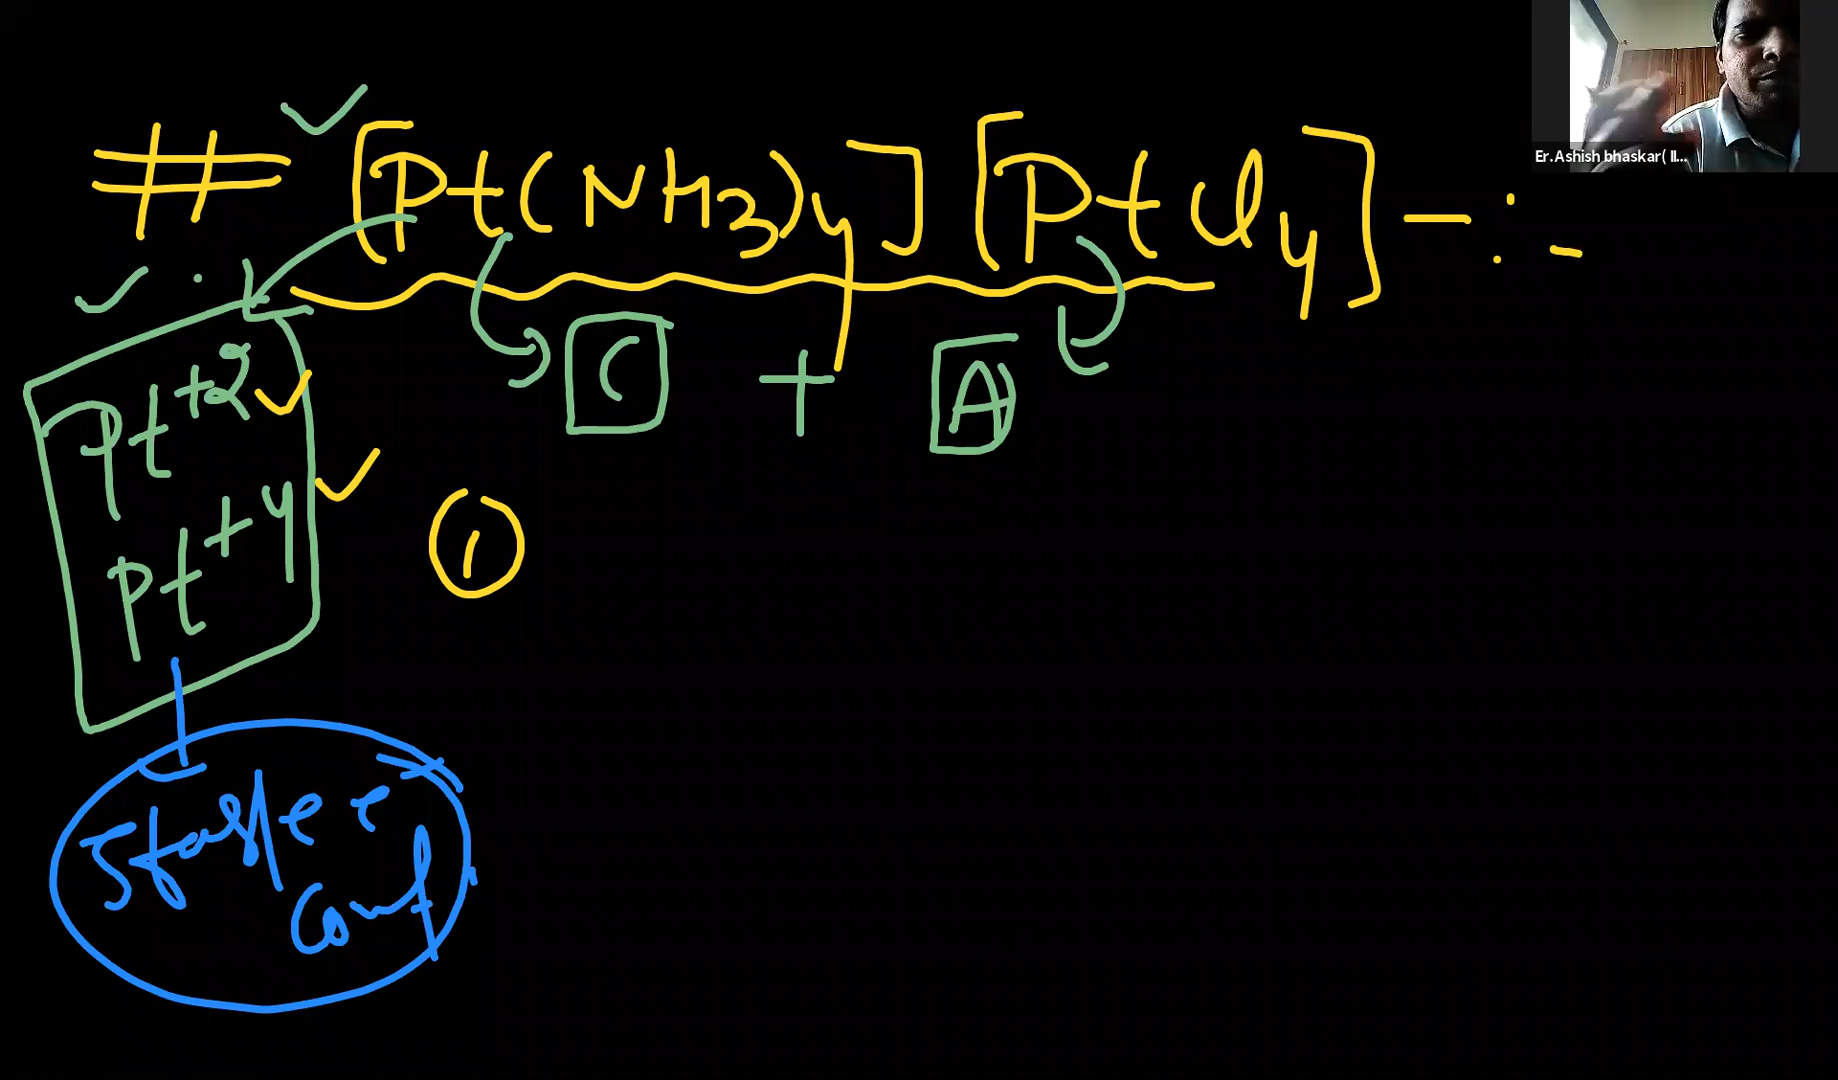 # [Pt(NH3)4] [PtCl4] - :-
C + A
Pt+2
Pt+4
1
Stable e
Conf
Er.Ashish bhaskar( II...